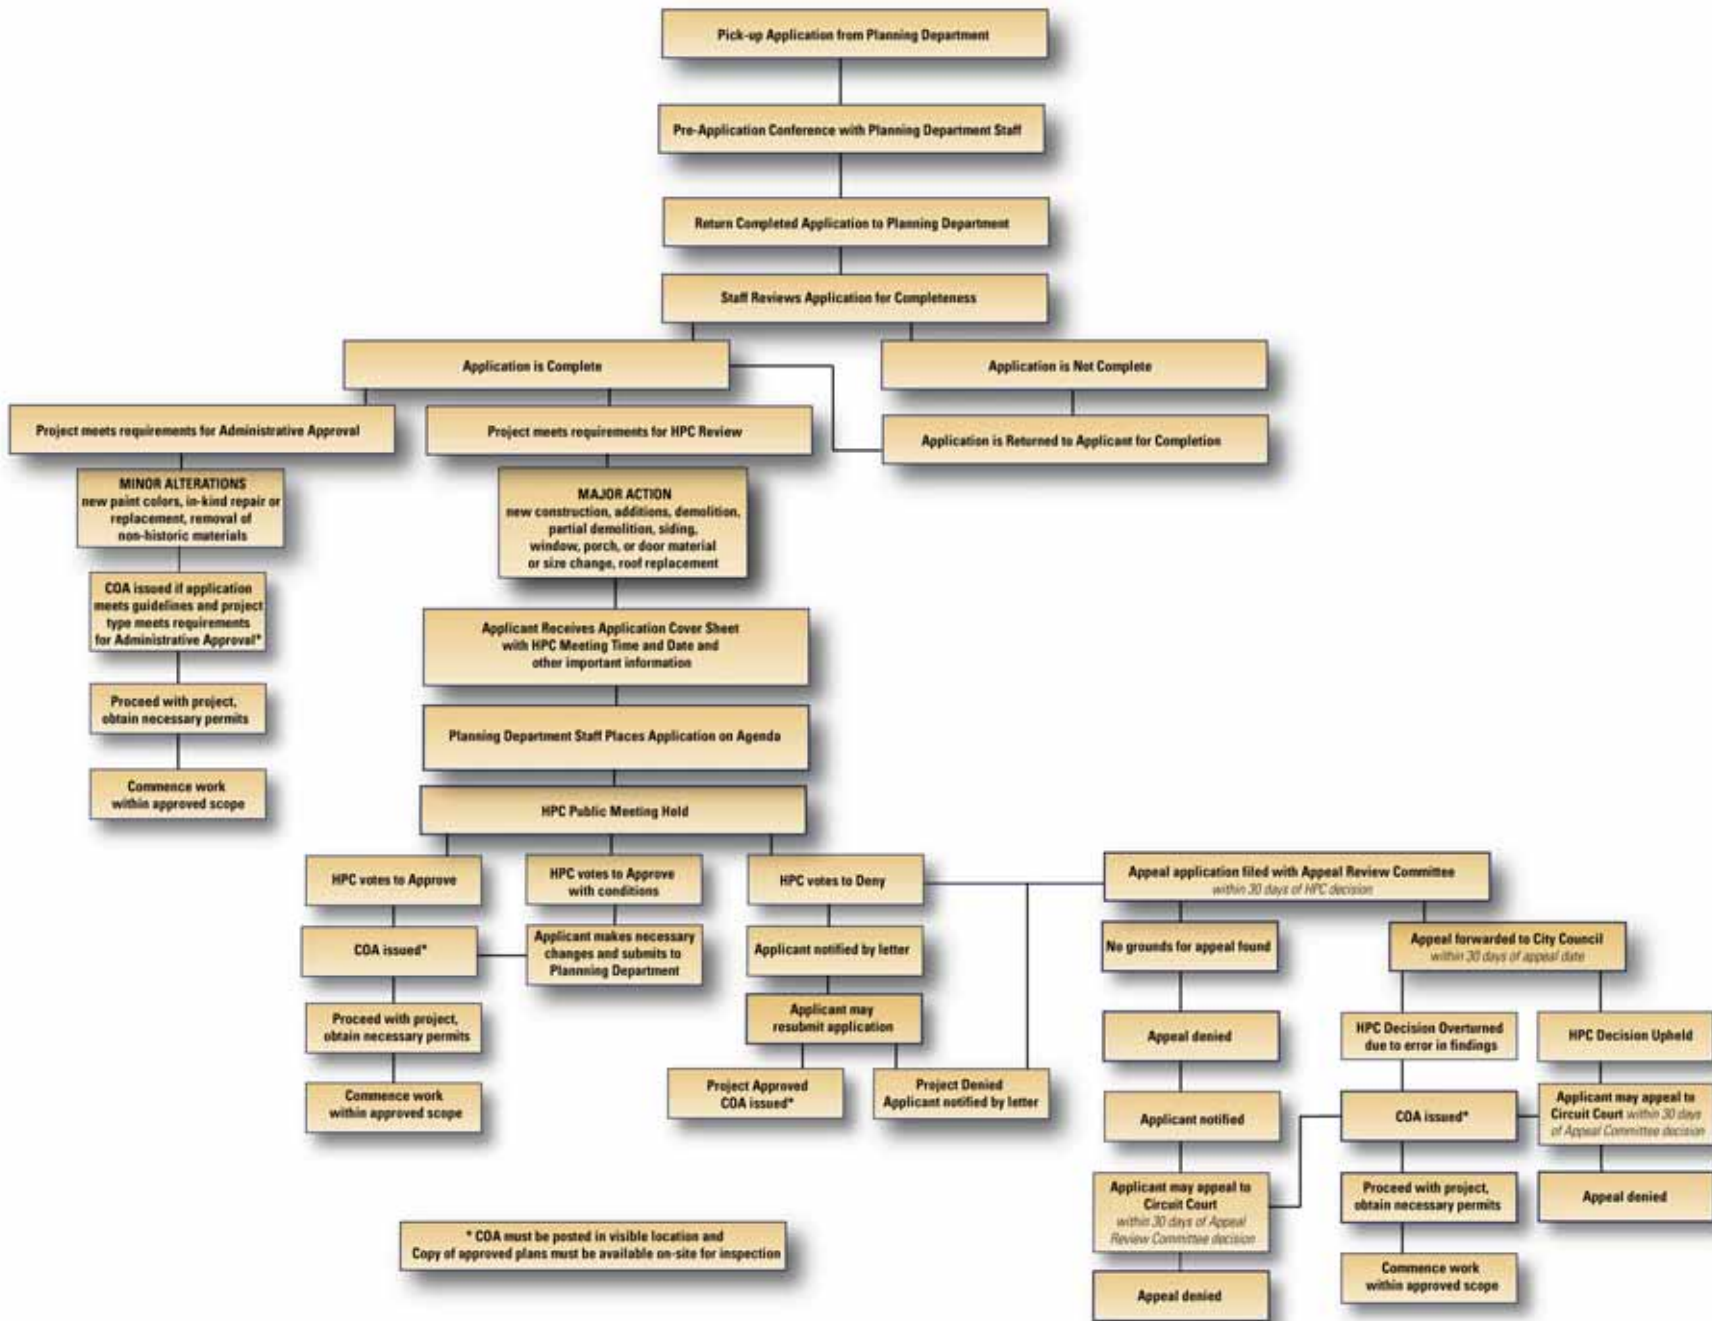 Pick-up Application from Planning Department
Pre-Application Conference with Planning Department Staff
Return Completed Application to Planning Department
Staff Reviews Application for Completeness
Application is Complete
Application is Not Complete
Project meets requirements for Administrative Approval
Project meets requirements for HPC Review
Application is Returned to Applicant for Completion
MINOR ALTERATIONS
new paint colors, in-kind repair or
replacement, removal of
non-historic materials
MAJOR ACTION
new construction, additions, demolition,
partial demolition, siding,
window, porch, or door material
or size change, roof replacement
COA issued if application
meets guidelines and project
type meets requirements
for Administrative Approval*
Applicant Receives Application Cover Sheet
with HPC Meeting Time and Date and
other important information
Proceed with project,
obtain necessary permits
Planning Department Staff Places Application on Agenda
Commence work
within approved scope
HPC Public Meeting Held
HPC votes to Approve
HPC votes to Approve
with conditions
HPC votes to Deny
Appeal application filed with Appeal Review Committee
within 30 days of HPC decision
COA issued*
Applicant makes necessary
changes and submits to
Plannning Department
Applicant notified by letter
No grounds for appeal found
Appeal forwarded to City Council
within 30 days of appeal date
Proceed with project,
obtain necessary permits
Applicant may
resubmit application
Appeal denied
HPC Decision Overturned
due to error in findings
HPC Decision Upheld
Commence work
within approved scope
Project Approved
COA issued*
Project Denied
Applicant notified by letter
Applicant notified
COA issued*
Applicant may appeal to
Circuit Court within 30 days
of Appeal Committee decision
Applicant may appeal to
Circuit Court
within 30 days of Appeal
Review Committee decision
Proceed with project,
obtain necessary permits
Appeal denied
* COA must be posted in visible location and
Copy of approved plans must be available on-site for inspection
Appeal denied
Commence work
within approved scope